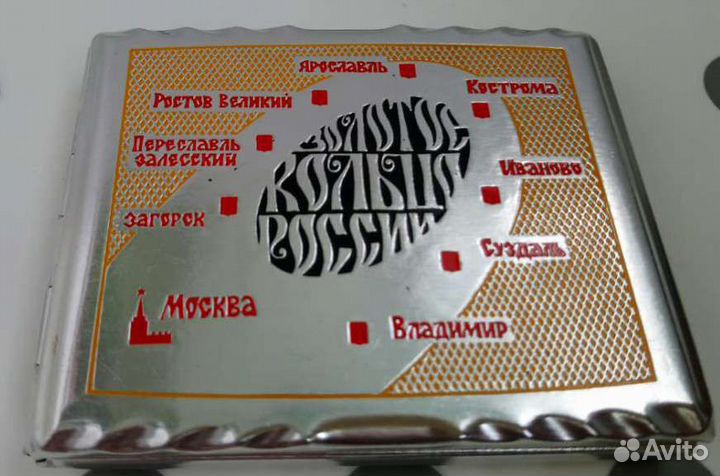 Ярославль
Ростов Великий
Кострома
Переславль
Залесский
Золотое
Кольцо
России
Иваново
Загорск
Суздаль
Москва
Владимир
Avito